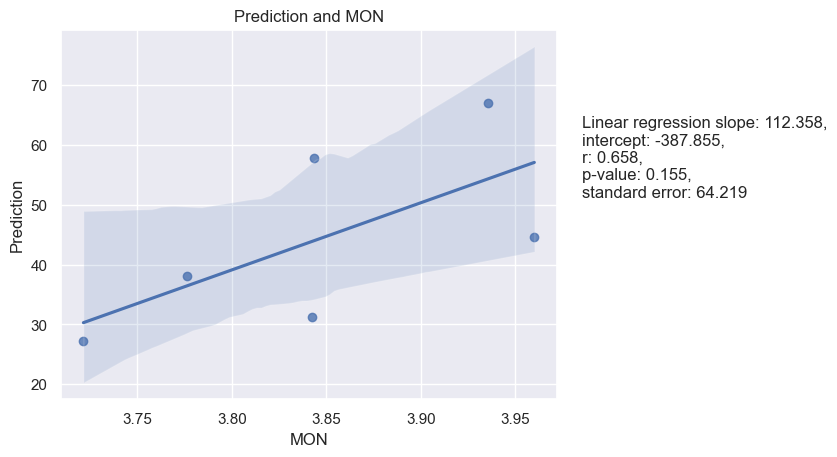 Prediction and MON
70
60
50
40
30
20
Prediction
3.75 3.80 3.85 3.90 3.95
MON
Linear regression slope: 112.358,
intercept: -387.855,
r: 0.658,
p-value: 0.155,
standard error: 64.219